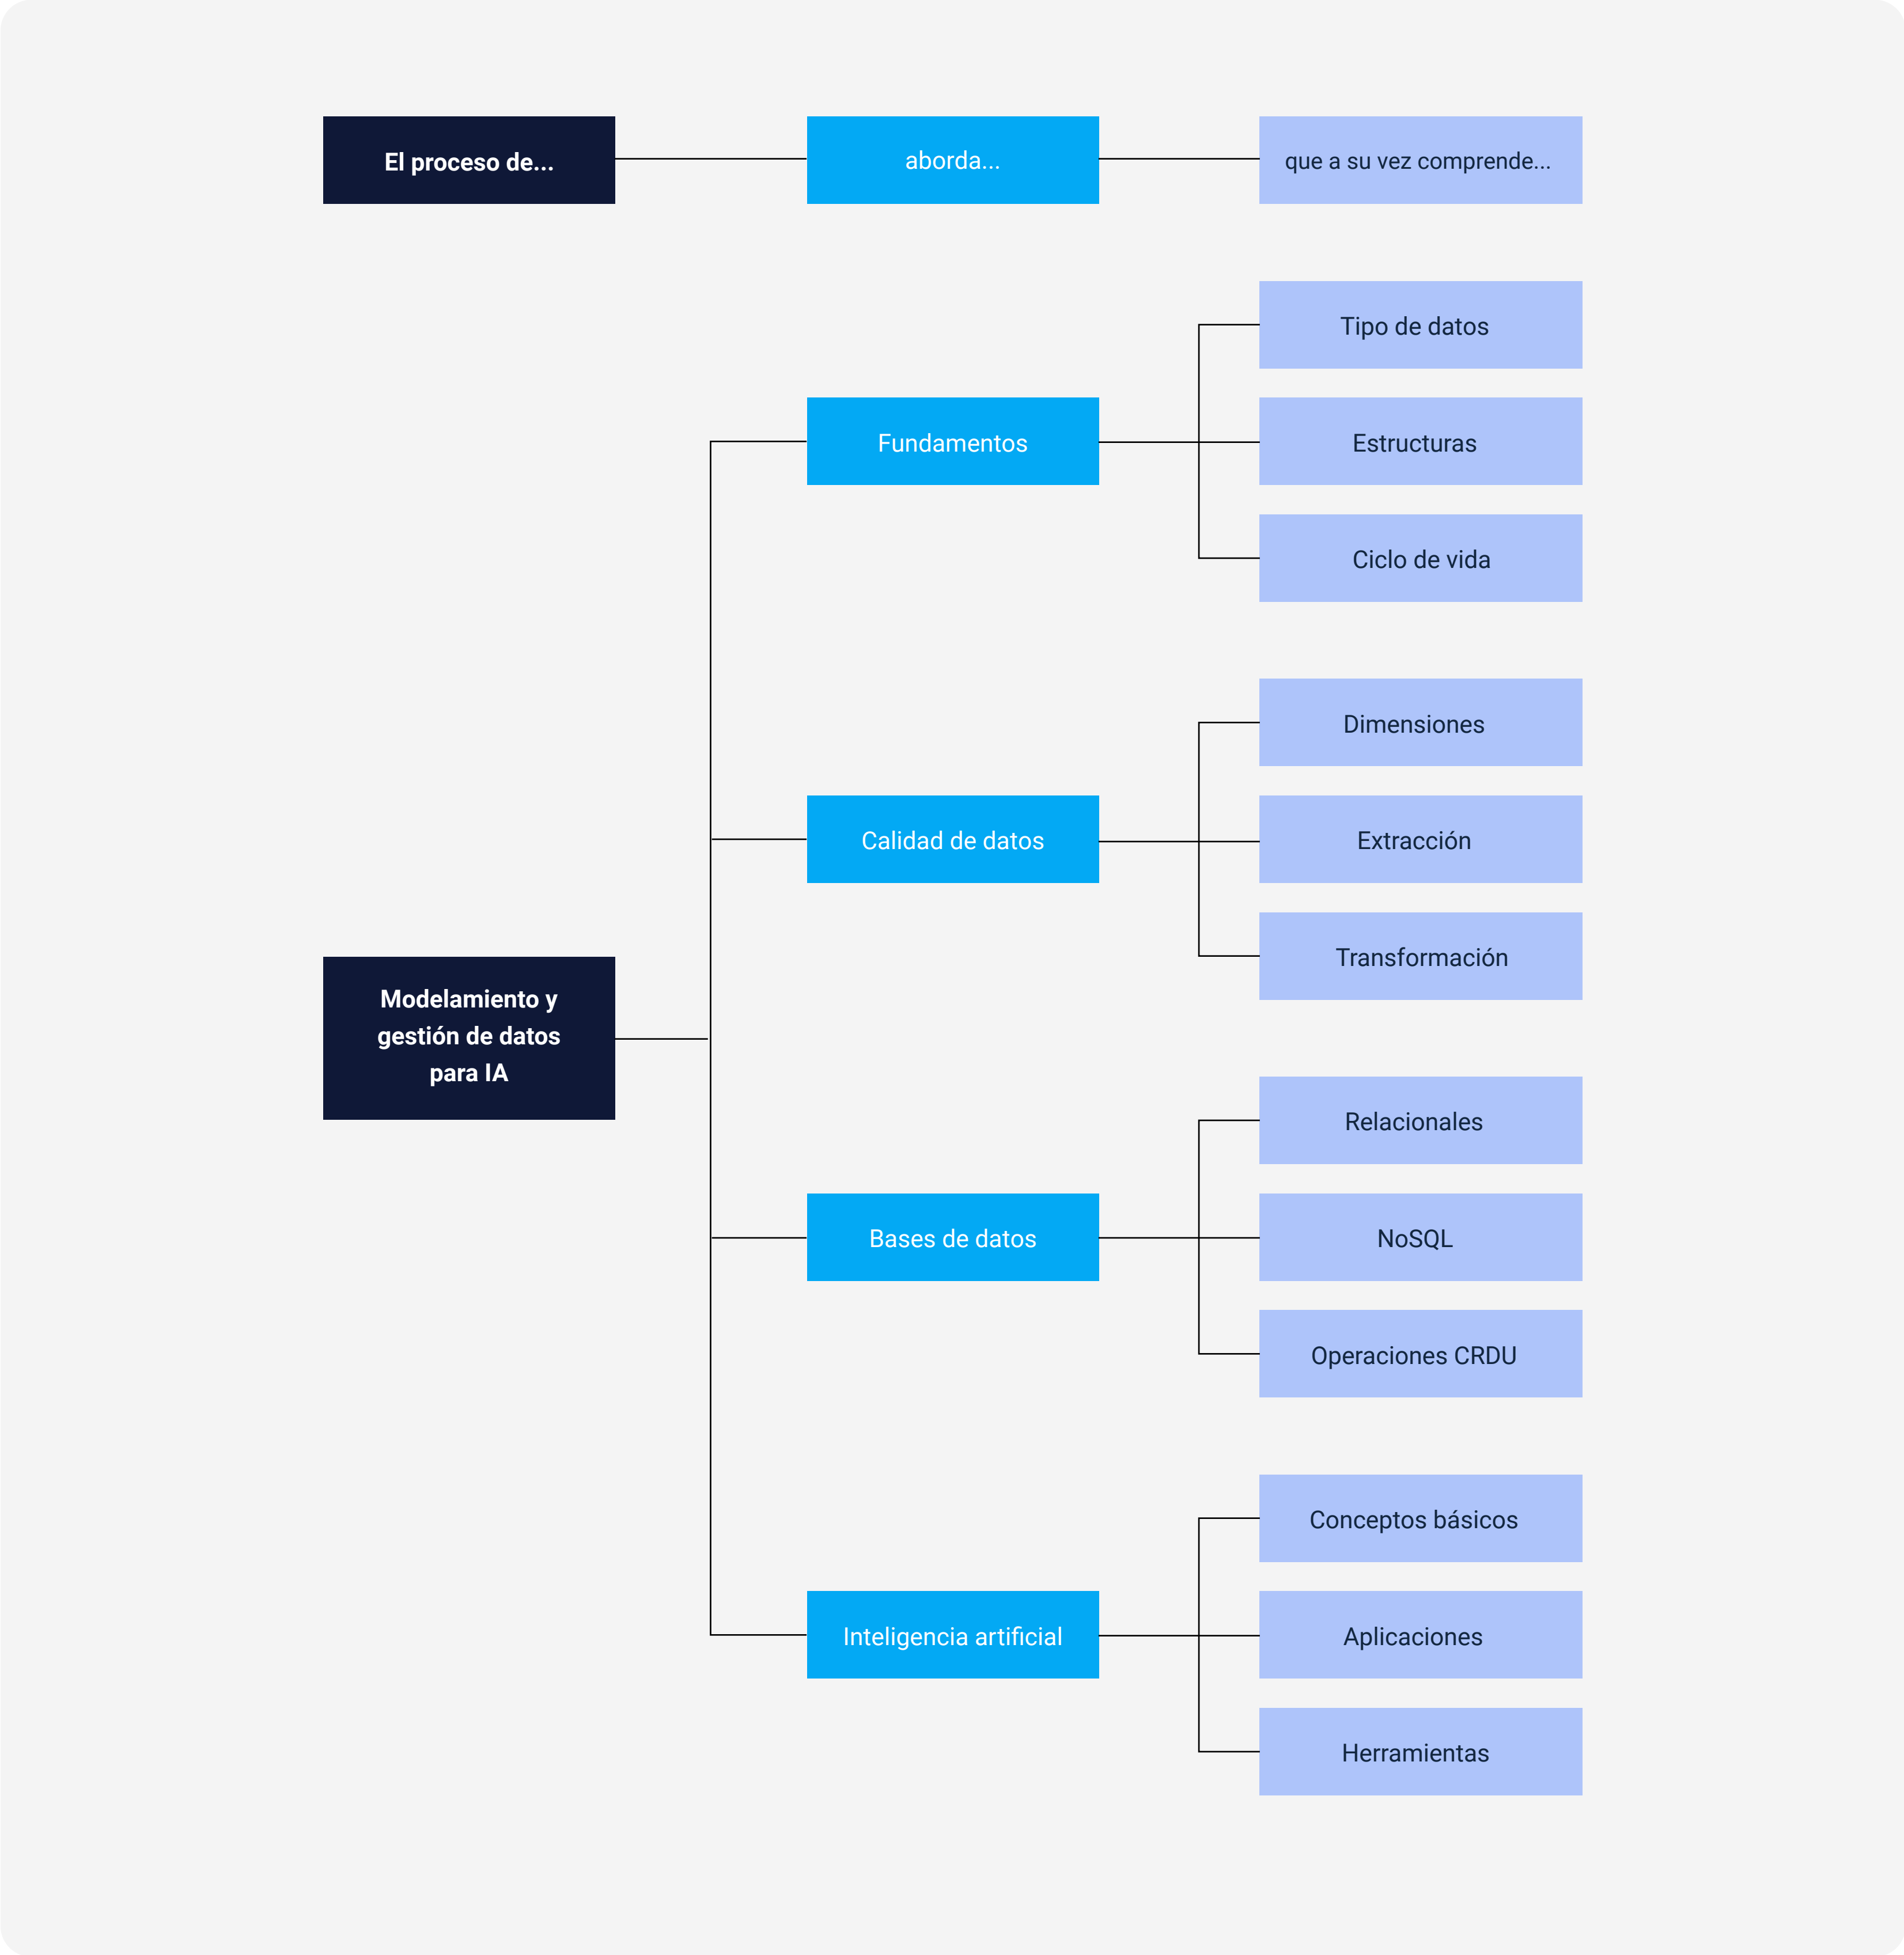 El proceso de...
aborda...
que a su vez comprende...
Tipo de datos
Fundamentos
Estructuras
Ciclo de vida
Dimensiones
Calidad de datos
Extracción
Transformación
Modelamiento y
gestión de datos
para IA
Relacionales
Bases de datos
NoSQL
Operaciones CRDU
Conceptos básicos
Inteligencia artificial
Aplicaciones
Herramientas